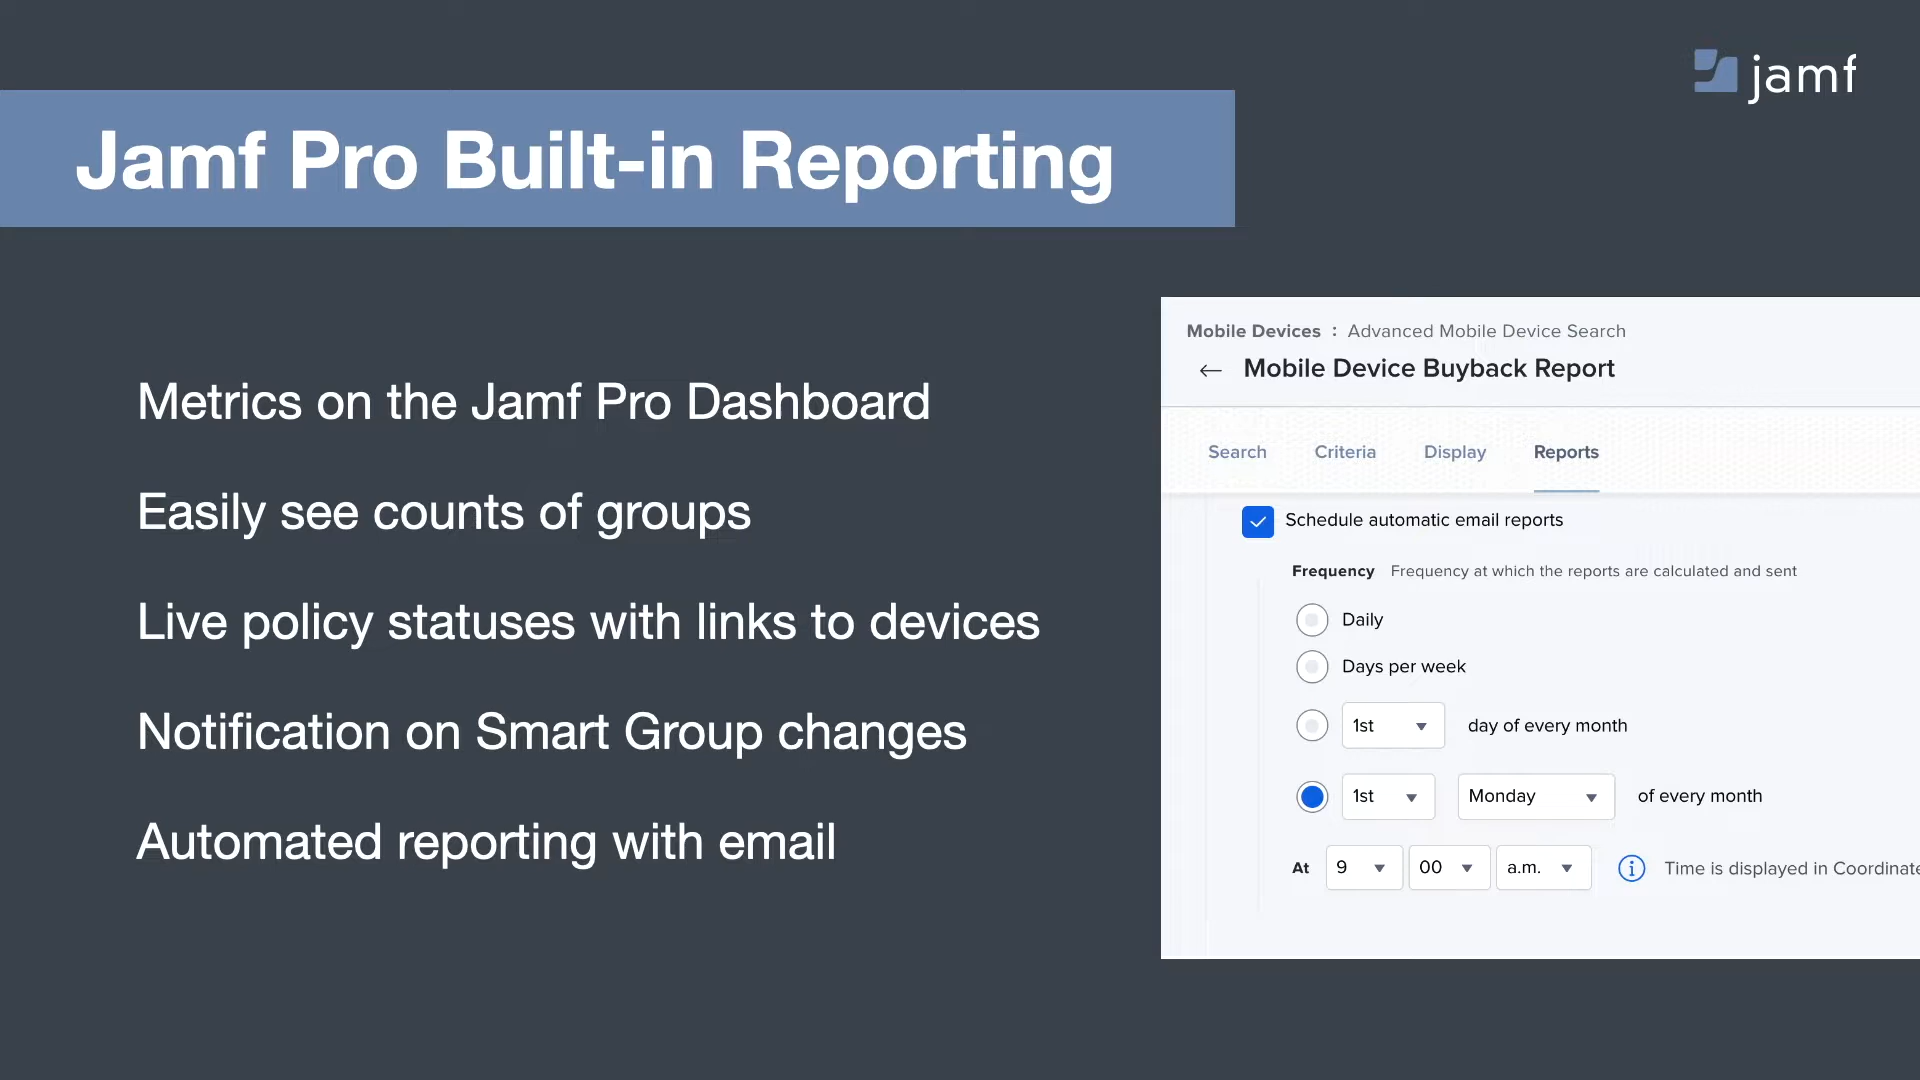 jamf
Jamf Pro Built-in Reporting
Metrics on the Jamf Pro Dashboard
Easily see counts of groups
Live policy statuses with links to devices
Notification on Smart Group changes
Automated reporting with email
Mobile Devices : Advanced Mobile Device Search
← Mobile Device Buyback Report
Search Criteria Display Reports
Schedule automatic email reports
Frequency Frequency at which the reports are calculated and sent
Daily
Days per week
1st day of every month
1st Monday of every month
At 9 00 a.m. Time is displayed in